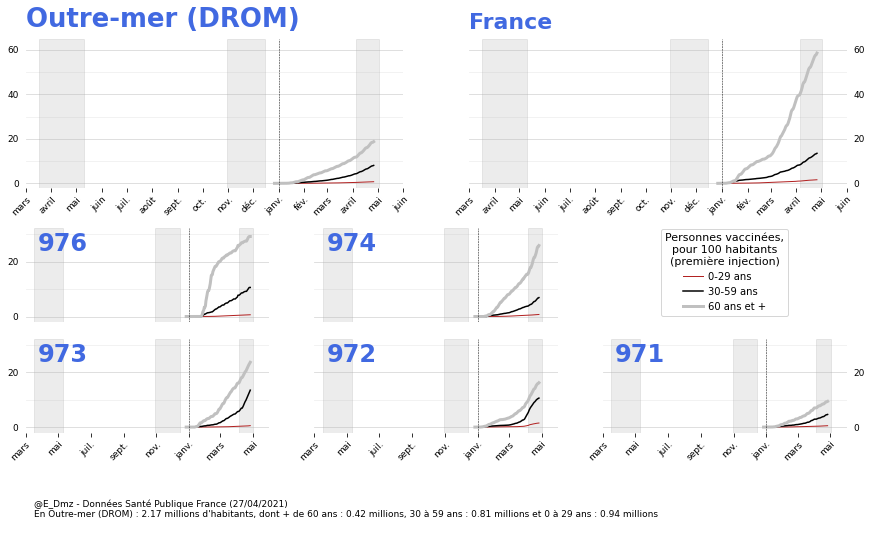 Outre-mer (DROM)
France
60
40
20
0
60
40
20
0
mars avril mai juin juil. août sept. oct. nov. déc. janv. fév. mars avril mai juin
mars avril mai juin juil. août sept. oct. nov. déc. janv. fév. mars avril mai juin
976
974
Personnes vaccinées,
pour 100 habitants
(première injection)
0-29 ans
30-59 ans
60 ans et +
20
0
973
972
971
20
0
20
0
mars mai juil. sept. nov. janv. mars mai
mars mai juil. sept. nov. janv. mars mai
mars mai juil. sept. nov. janv. mars mai
@E_Dmz - Données Santé Publique France (27/04/2021)
En Outre-mer (DROM) : 2.17 millions d'habitants, dont + de 60 ans : 0.42 millions, 30 à 59 ans : 0.81 millions et 0 à 29 ans : 0.94 millions